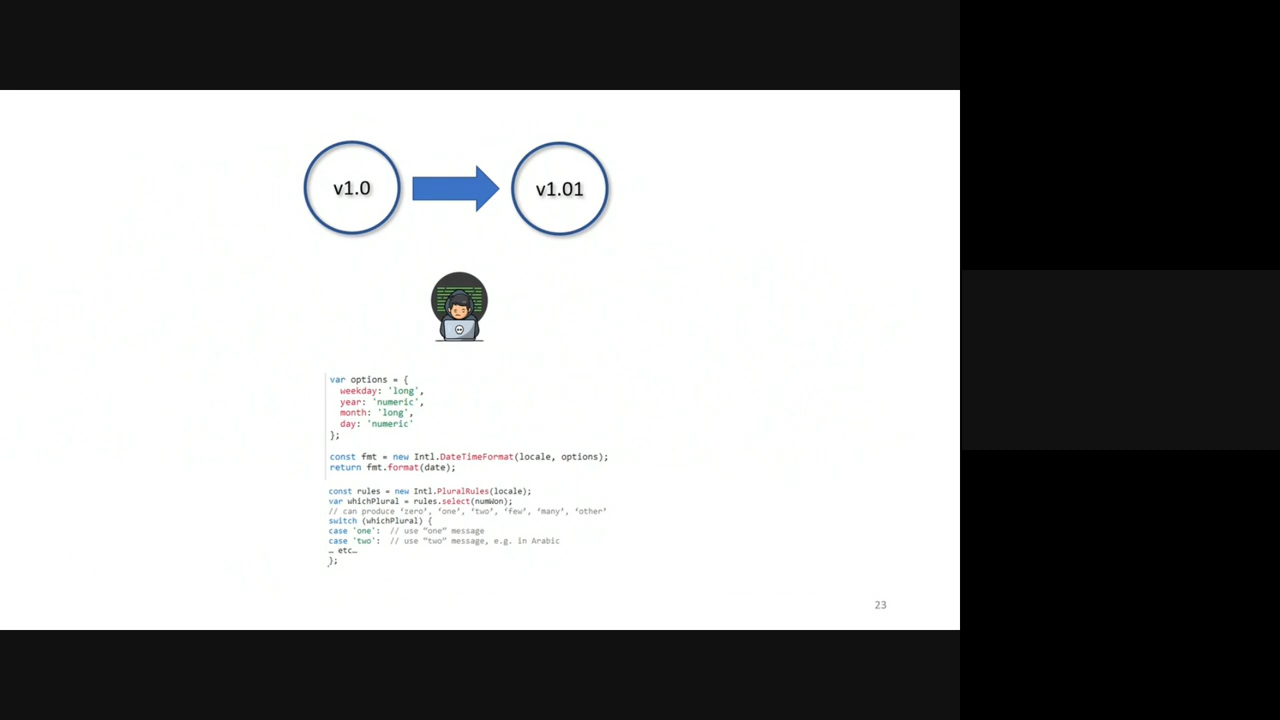 v1.0
v1.01
var options = {
weekday: 'long',
year: 'numeric',
month: 'long',
day: 'numeric'
};
const fmt = new Intl.DateTimeFormat(locale, options);
return fmt.format(date);
const rules = new Intl.PluralRules(locale);
var whichPlural = rules.select(numWon);
// can produce ‘zero’, ‘one’, ‘two’, ‘few’, ‘many’, ‘other’
switch (whichPlural) {
case 'one':  // use “one” message
case 'two':  // use “two” message, e.g. in Arabic
… etc…
};
23